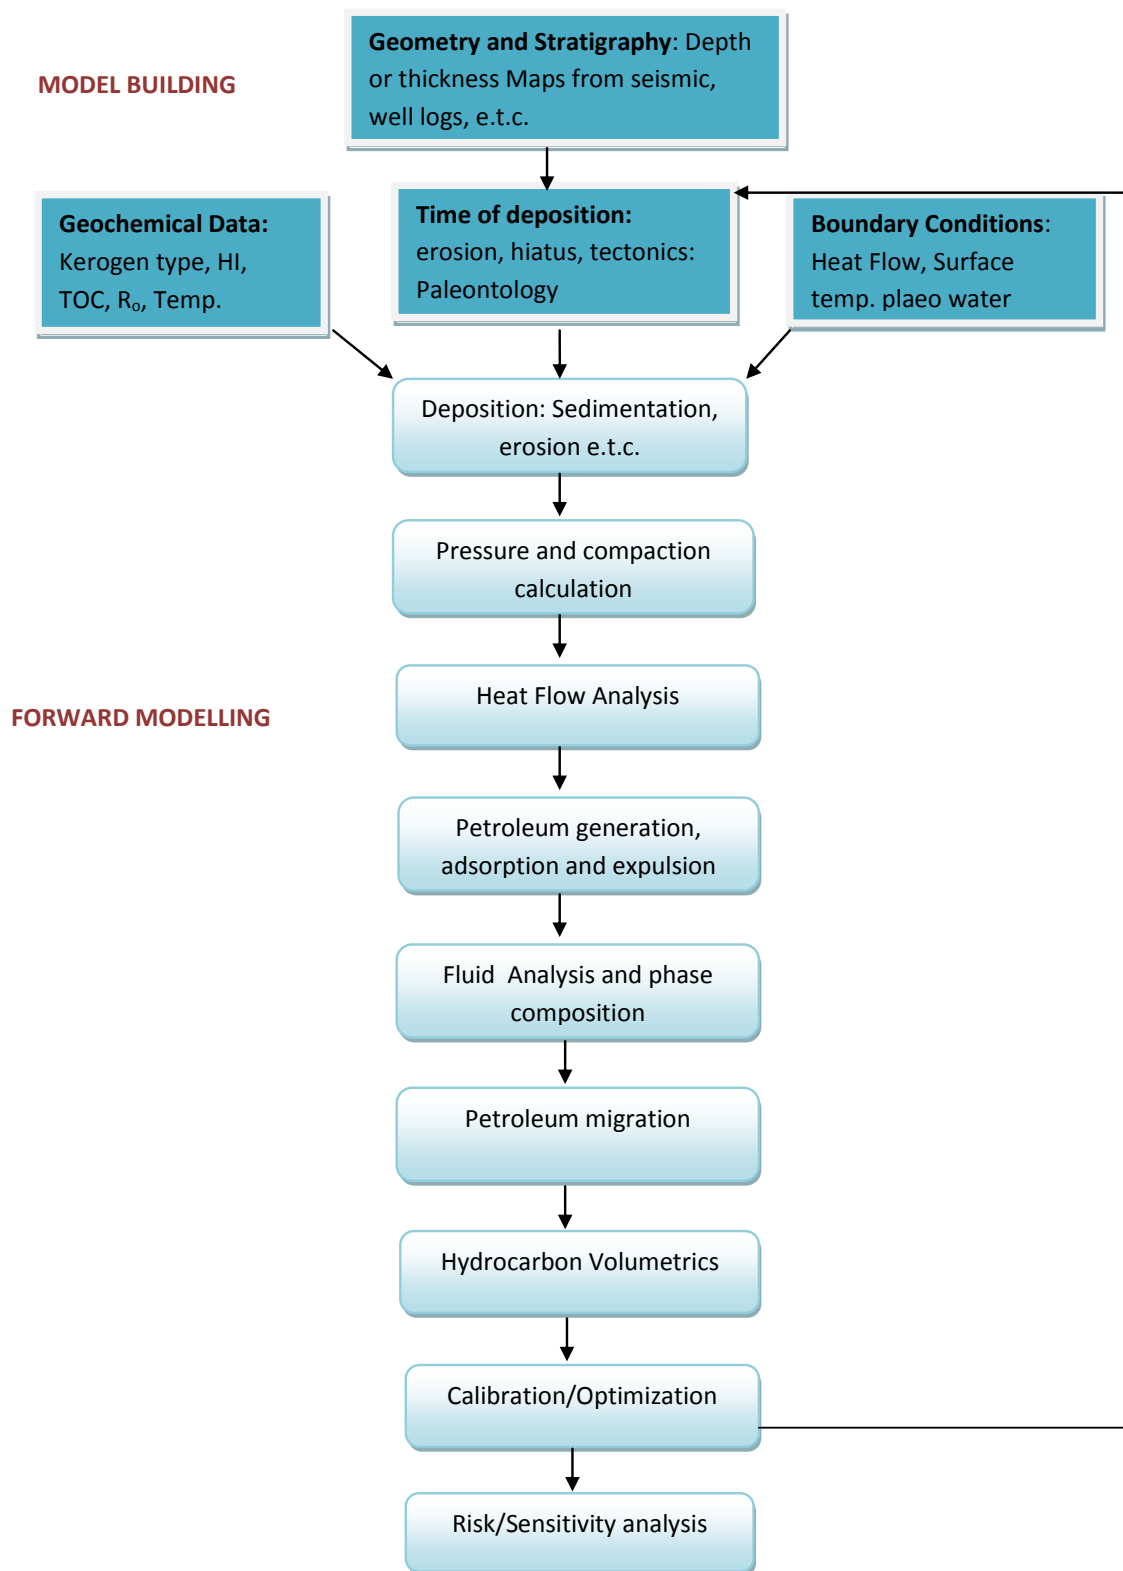 Geometry and Stratigraphy: Depth
or thickness Maps from seismic,
well logs, e.t.c.
MODEL BUILDING
Geochemical Data:
Kerogen type, HI,
TOC, Rₒ, Temp.
Time of deposition:
erosion, hiatus, tectonics:
Paleontology
Boundary Conditions:
Heat Flow, Surface
temp. plaeo water
Deposition: Sedimentation,
erosion e.t.c.
Pressure and compaction
calculation
Heat Flow Analysis
FORWARD MODELLING
Petroleum generation,
adsorption and expulsion
Fluid Analysis and phase
composition
Petroleum migration
Hydrocarbon Volumetrics
Calibration/Optimization
Risk/Sensitivity analysis